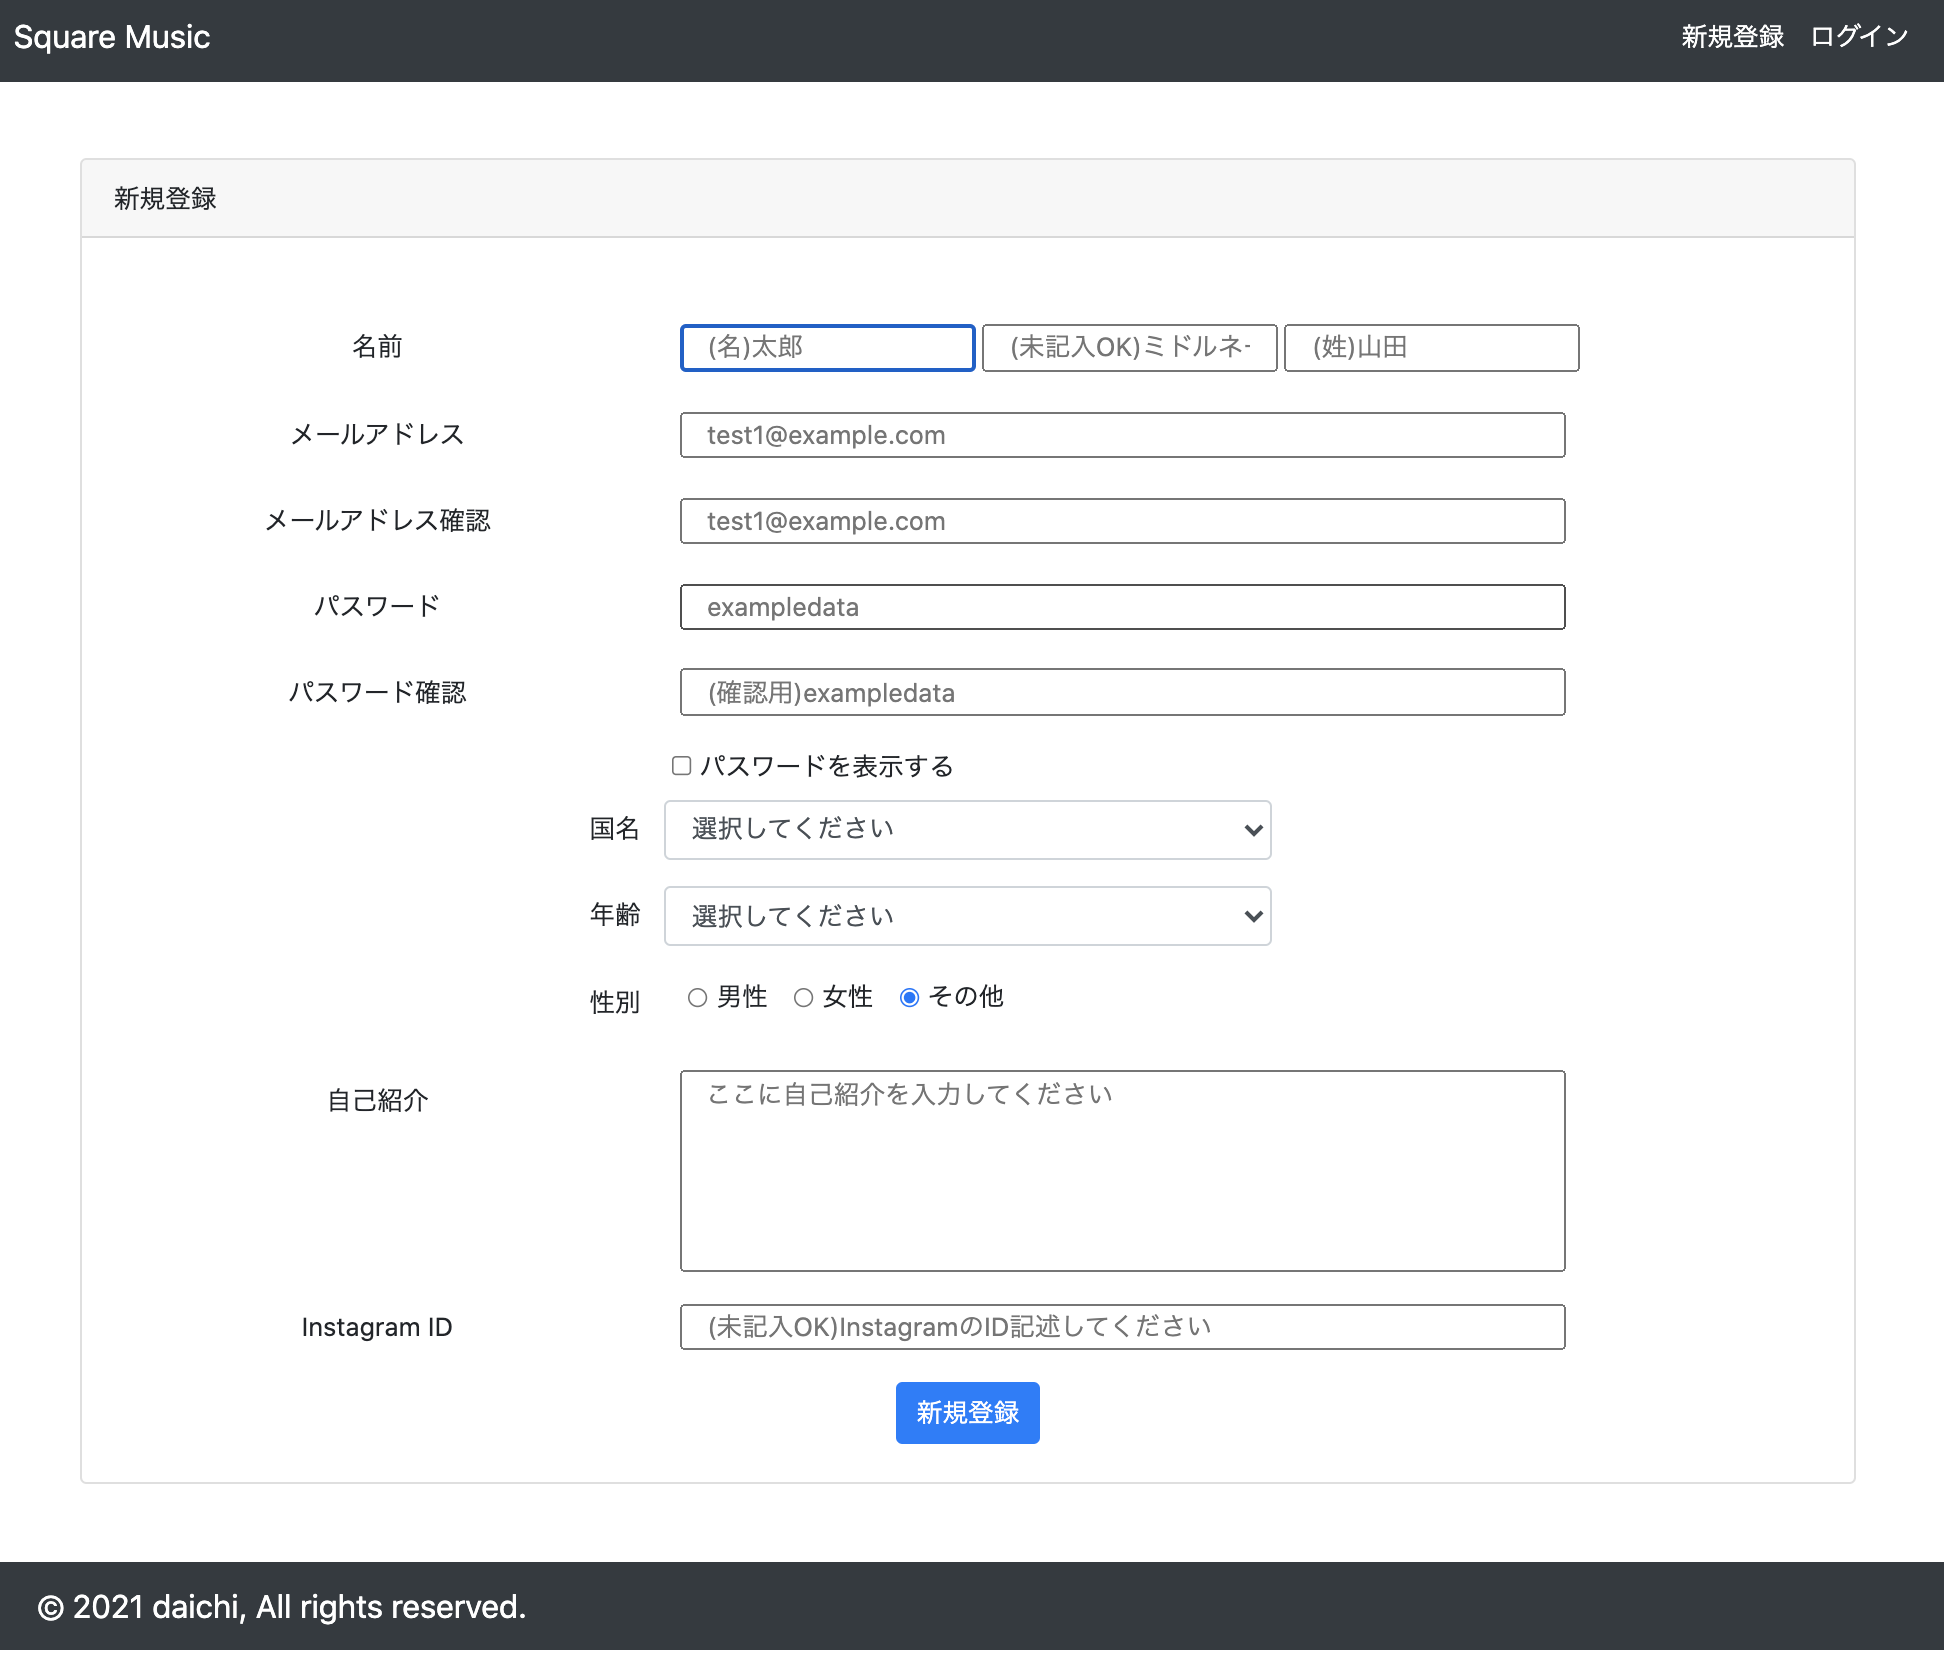 Square Music 新規登録 ログイン
新規登録
名前 (名)太郎 (未記入OK)ミドルネ (姓)山田
メールアドレス test1@example.com
メールアドレス確認 test1@example.com
パスワード exampledata
パスワード確認 (確認用)exampledata
パスワードを表示する
国名 選択してください
年齢 選択してください
性別 男性 女性 その他
自己紹介 ここに自己紹介を入力してください
Instagram ID (未記入OK)InstagramのID記述してください
新規登録
© 2021 daichi, All rights reserved.